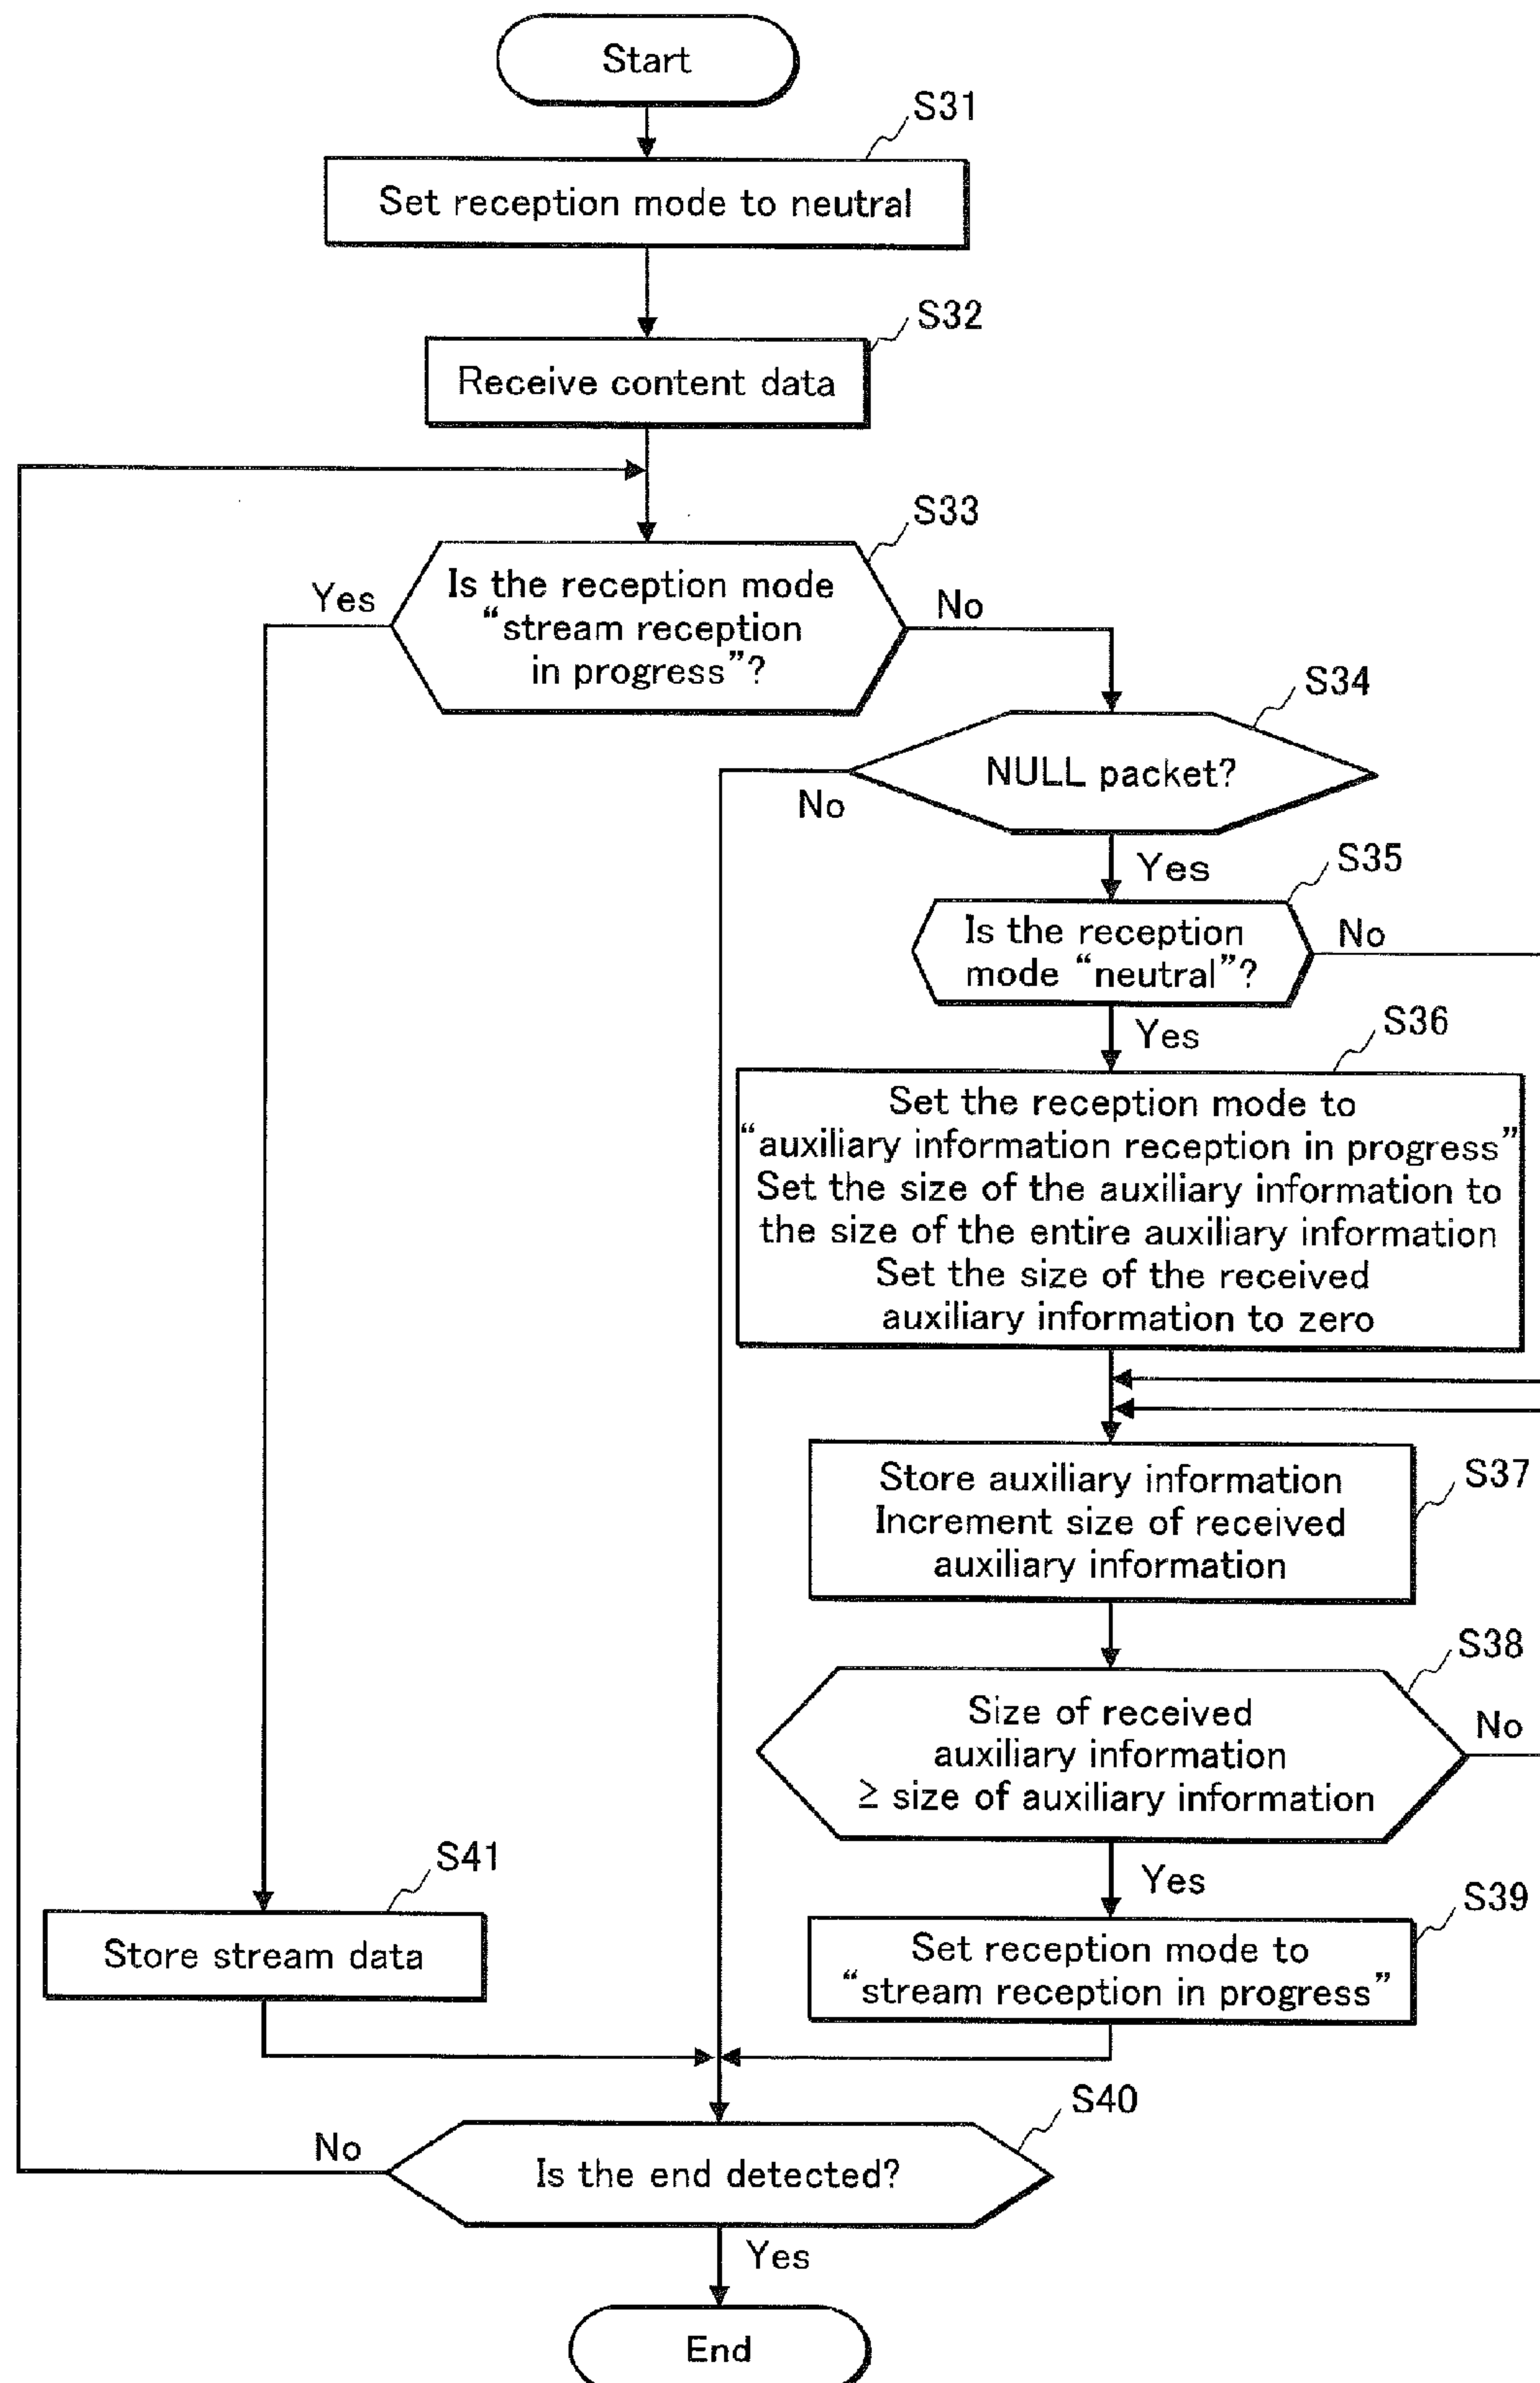 Start
S31
Set reception mode to neutral
S32
Receive content data
S33
Is the reception mode
“stream reception
in progress”?
Yes
No
S34
NULL packet?
No
Yes
S35
Is the reception
mode “neutral”?
No
Yes
S36
Set the reception mode to
“auxiliary information reception in progress”
Set the size of the auxiliary information to
the size of the entire auxiliary information
Set the size of the received
auxiliary information to zero
S37
Store auxiliary information
Increment size of received
auxiliary information
S38
Size of received
auxiliary information
≥ size of auxiliary information
No
Yes
S41
Store stream data
S39
Set reception mode to
“stream reception in progress”
S40
Is the end detected?
No
Yes
End